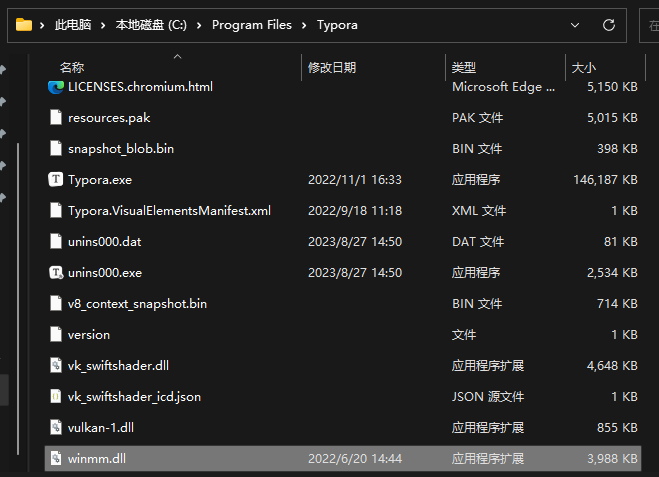 此电脑 › 本地磁盘 (C:) › Program Files › Typora 在
名称 修改日期 类型 大小
LICENSES.chromium.html Microsoft Edge ... 5,150 KB
resources.pak PAK 文件 5,015 KB
snapshot_blob.bin BIN 文件 398 KB
Typora.exe 2022/11/1 16:33 应用程序 146,187 KB
Typora.VisualElementsManifest.xml 2022/9/18 11:18 XML 文件 1 KB
unins000.dat 2023/8/27 14:50 DAT 文件 81 KB
unins000.exe 2023/8/27 14:50 应用程序 2,534 KB
v8_context_snapshot.bin BIN 文件 714 KB
version 文件 1 KB
vk_swiftshader.dll 应用程序扩展 4,648 KB
vk_swiftshader_icd.json JSON 源文件 1 KB
vulkan-1.dll 应用程序扩展 855 KB
winmm.dll 2022/6/20 14:44 应用程序扩展 3,988 KB